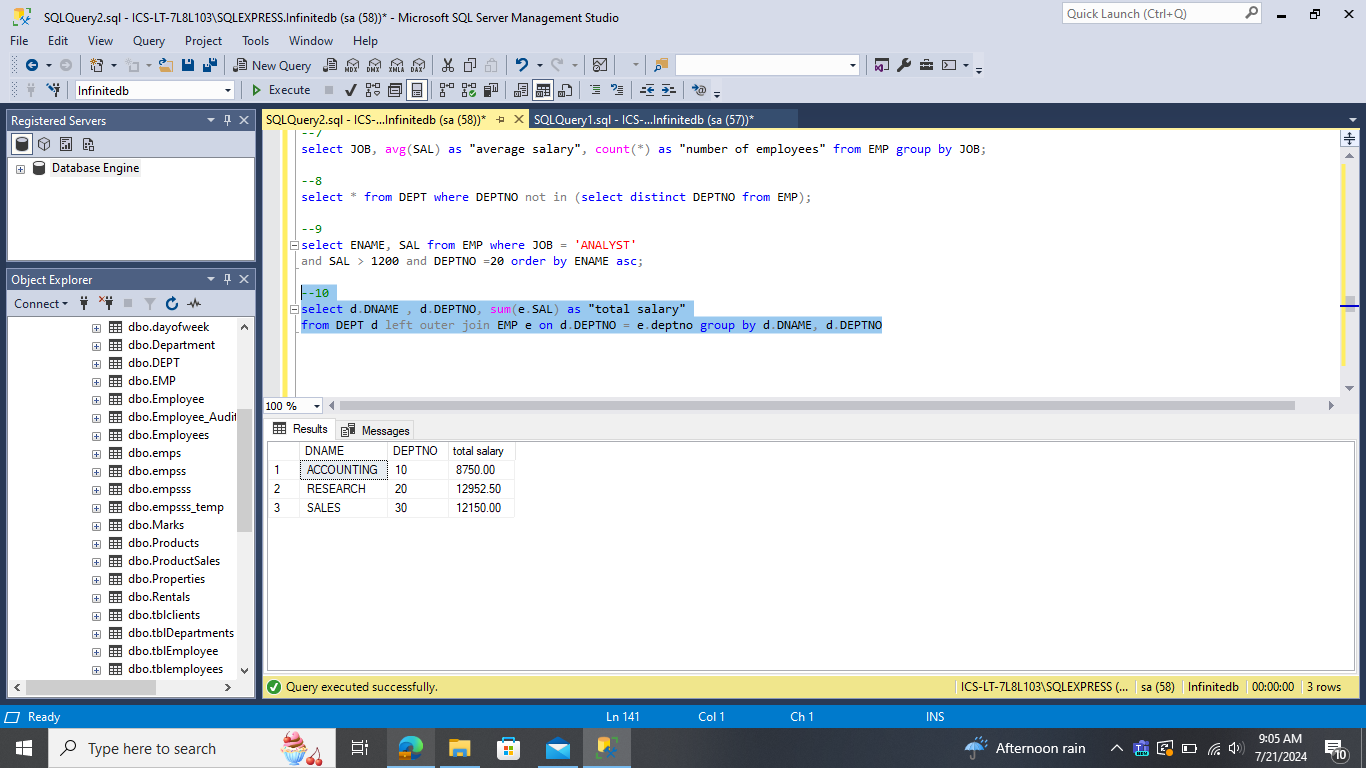 SQLQuery2.sql - ICS-LT-7L8L103\SQLEXPRESS.Infinitedb (sa (58))* - Microsoft SQL Server Management Studio
Quick Launch (Ctrl+Q)
File Edit View Query Project Tools Window Help
New Query
MDX DMX XMLA DAX
Infinitedb
Execute
Registered Servers
Database Engine
SQLQuery2.sql - ICS-...Infinitedb (sa (58))*
SQLQuery1.sql - ICS-...Infinitedb (sa (57))*
--7
select JOB, avg(SAL) as "average salary", count(*) as "number of employees" from EMP group by JOB;
--8
select * from DEPT where DEPTNO not in (select distinct DEPTNO from EMP);
--9
select ENAME, SAL from EMP where JOB = 'ANALYST'
and SAL > 1200 and DEPTNO =20 order by ENAME asc;
--10
select d.DNAME , d.DEPTNO, sum(e.SAL) as "total salary"
from DEPT d left outer join EMP e on d.DEPTNO = e.deptno group by d.DNAME, d.DEPTNO
100 %
Object Explorer
Connect
dbo.dayofweek
dbo.Department
dbo.DEPT
dbo.EMP
dbo.Employee
dbo.Employee_Audit
dbo.Employees
dbo.emps
dbo.empss
dbo.empsss
dbo.empsss_temp
dbo.Marks
dbo.Products
dbo.ProductSales
dbo.Properties
dbo.Rentals
dbo.tblclients
dbo.tblDepartments
dbo.tblEmployee
dbo.tblemployees
Results Messages
DNAME DEPTNO total salary
1 ACCOUNTING 10 8750.00
2 RESEARCH 20 12952.50
3 SALES 30 12150.00
Query executed successfully.
ICS-LT-7L8L103\SQLEXPRESS (... sa (58) Infinitedb 00:00:00 3 rows
Ready
Ln 141 Col 1 Ch 1 INS
Type here to search
Afternoon rain
9:05 AM
7/21/2024
10